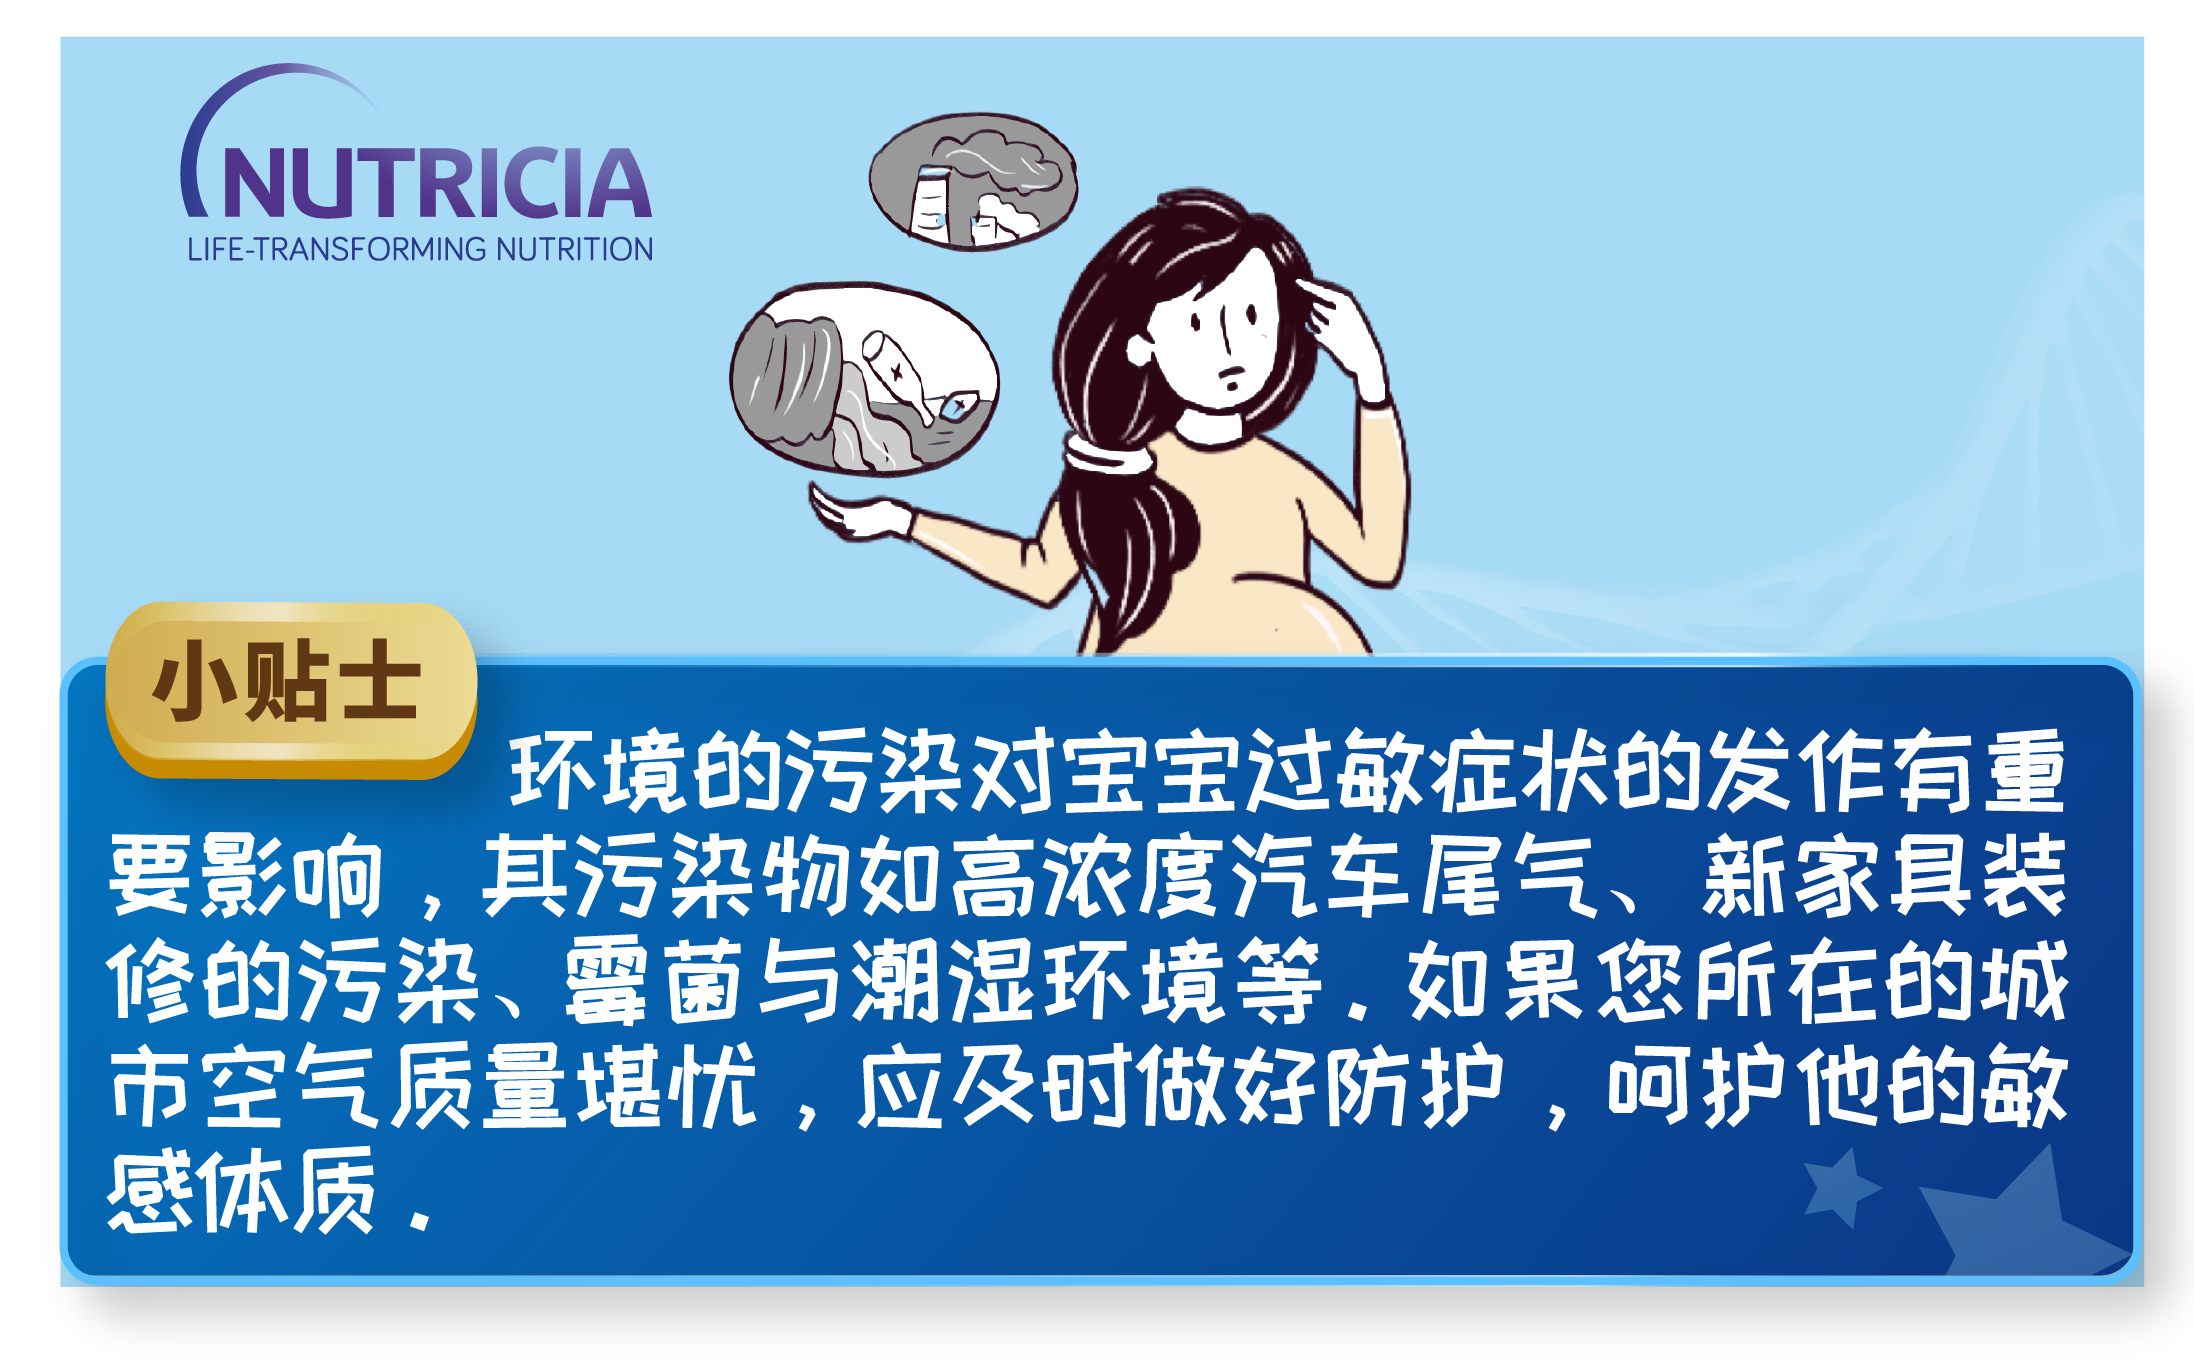 NUTRICIA
LIFE-TRANSFORMING NUTRITION
小贴士
环境的污染对宝宝过敏症状的发作有重
要影响，其污染物如高浓度汽车尾气、新家具装
修的污染、霉菌与潮湿环境等.如果您所在的城
市空气质量堪忧，应及时做好防护，呵护他的敏
感体质.